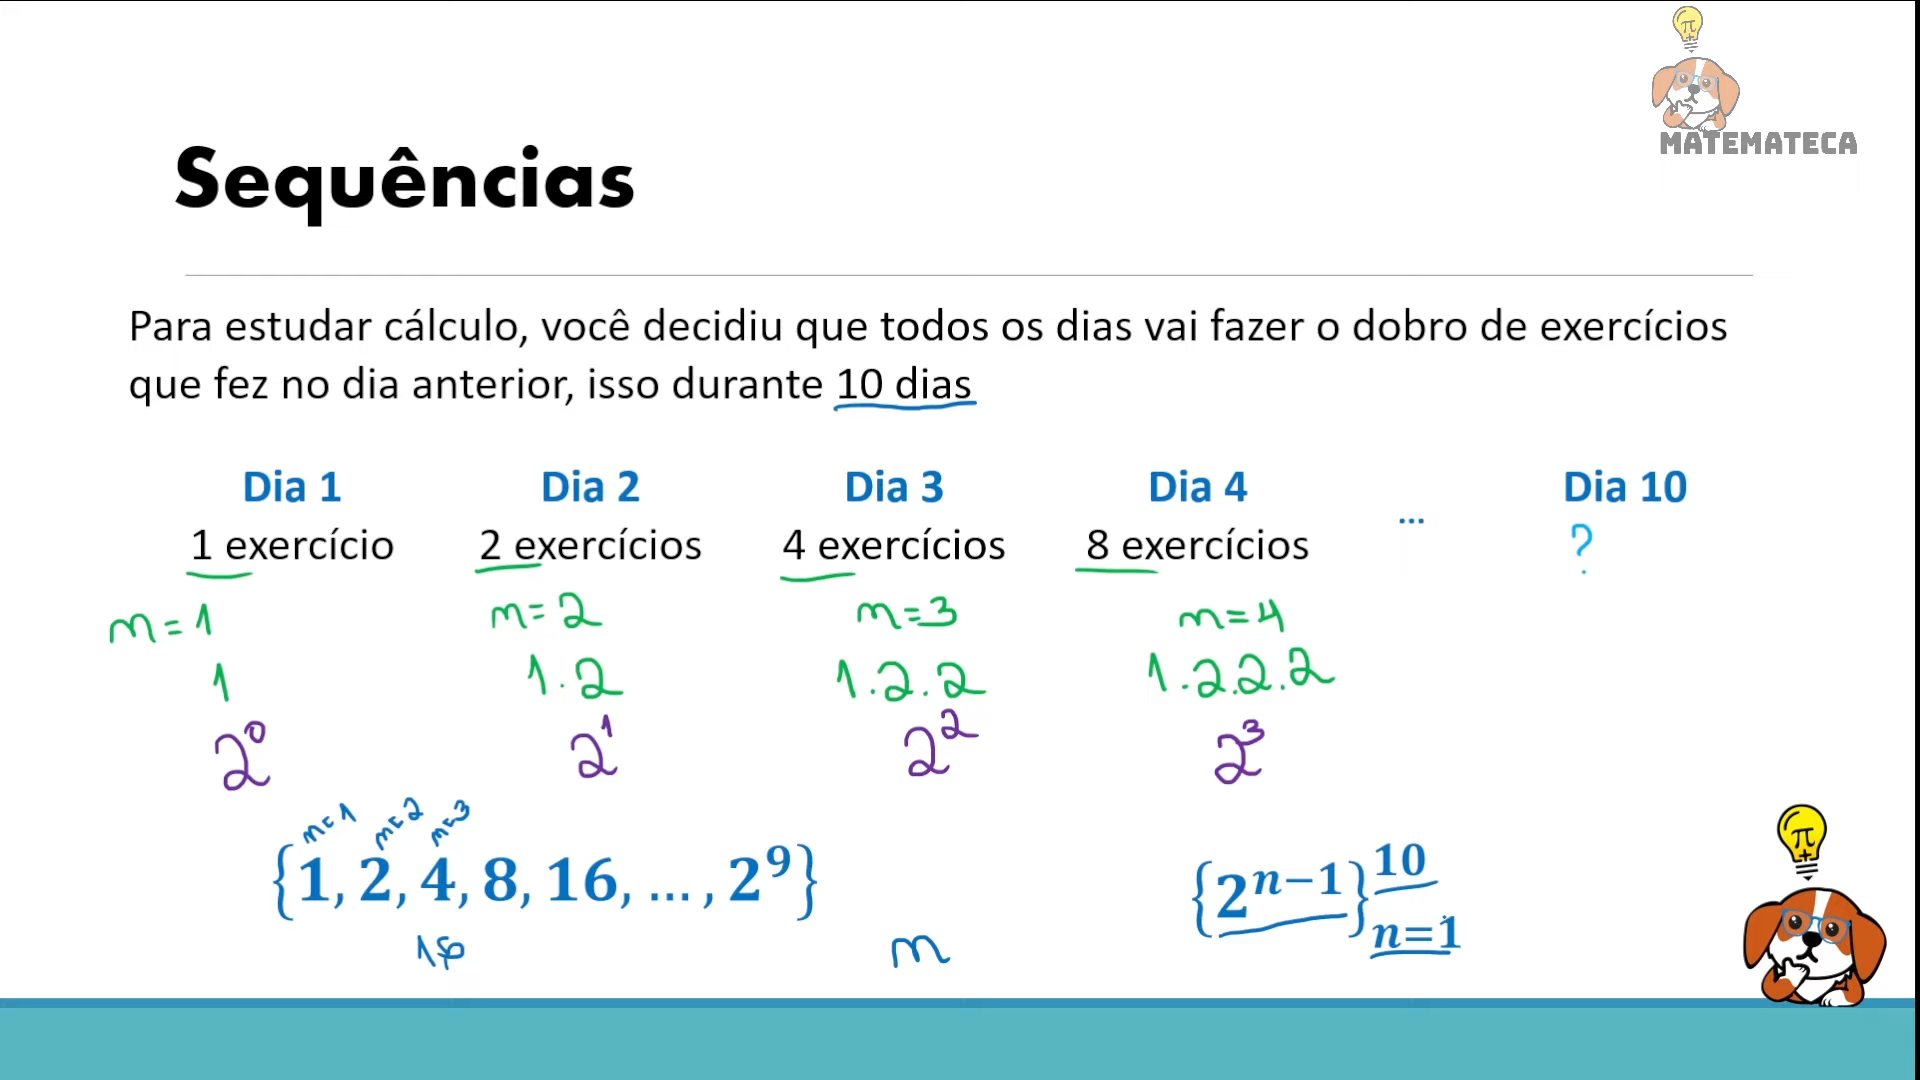 π
MATEMATECA
Sequências
Para estudar cálculo, você decidiu que todos os dias vai fazer o dobro de exercícios
que fez no dia anterior, isso durante 10 dias
Dia 1 Dia 2 Dia 3 Dia 4 ... Dia 10
1 exercício 2 exercícios 4 exercícios 8 exercícios ?
n=1 n=2 n=3 n=4
1 1.2 1.2.2 1.2.2.2
2⁰ 2¹ 2² 2³
n=1 n=2 n=3
{1, 2, 4, 8, 16, ..., 2⁹} {2ⁿ⁻¹}¹⁰ₙ₌₁
n
π